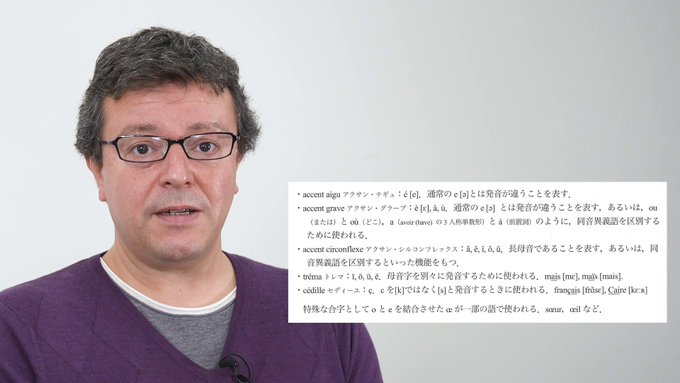 ・accent aigu アクサン・テギュ：é [e]．通常の e [ə]とは発音が違うことを表す．
・accent grave アクサン・グラーブ：è [ɛ], à, ù．通常の e [ə] とは発音が違うことを表す，あるいは，ou
（または）と où（どこ），a（avoir (have) の 3 人称単数形）と à（前置詞）のように，同音異義語を区別する
ために使われる．
・accent circonflexe アクサン・シルコンフレックス：â, ê, î, ô, û．長母音であることを表す，あるいは，同
音異義語を区別するといった機能をもつ．
・tréma トレマ：ï, ö, ü, ë．母音字を別々に発音するために使われる．mais [mɛ], maïs [mais].
・cédille セディーユ：ç．c を[k]ではなく[s]と発音するときに使われる．français [frɑ̃sɛ], Caire [kɛːʀ]
特殊な合字として o と e を結合させた œ が一部の語で使われる．sœur，œil など．